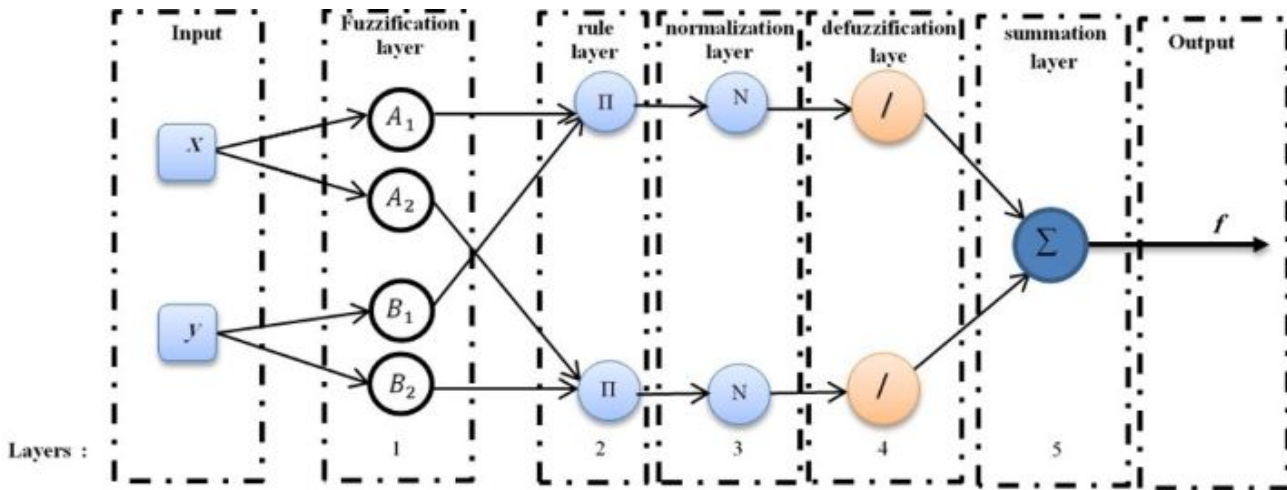 Input
Fuzzification
layer
rule
layer
normalization
layer
defuzzification
laye
summation
layer
Output
x
A₁
A₂
y
B₁
B₂
Π
Π
N
N
/
/
Σ
f
Layers :
1
2
3
4
5